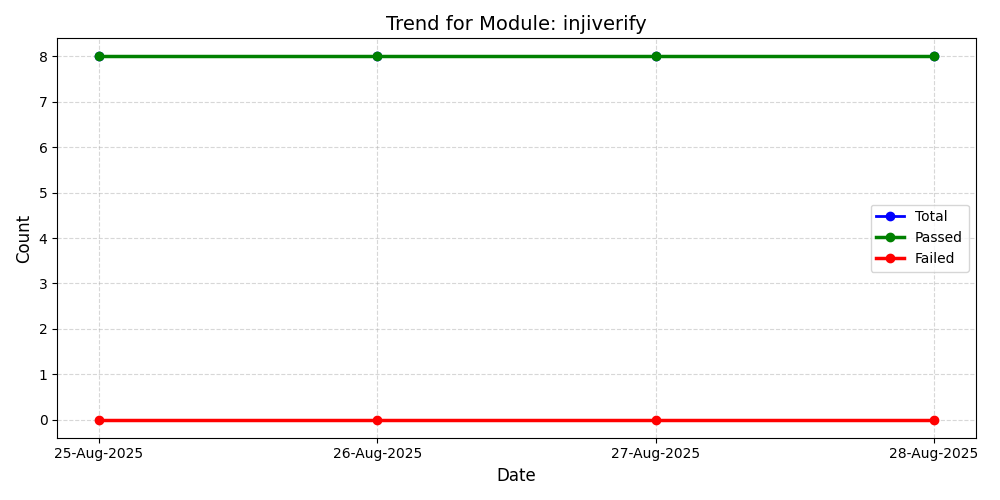 Trend for Module: injiverify
8
7
6
5
4
3
2
1
0
Count
Total
Passed
Failed
25-Aug-2025 26-Aug-2025 27-Aug-2025 28-Aug-2025
Date